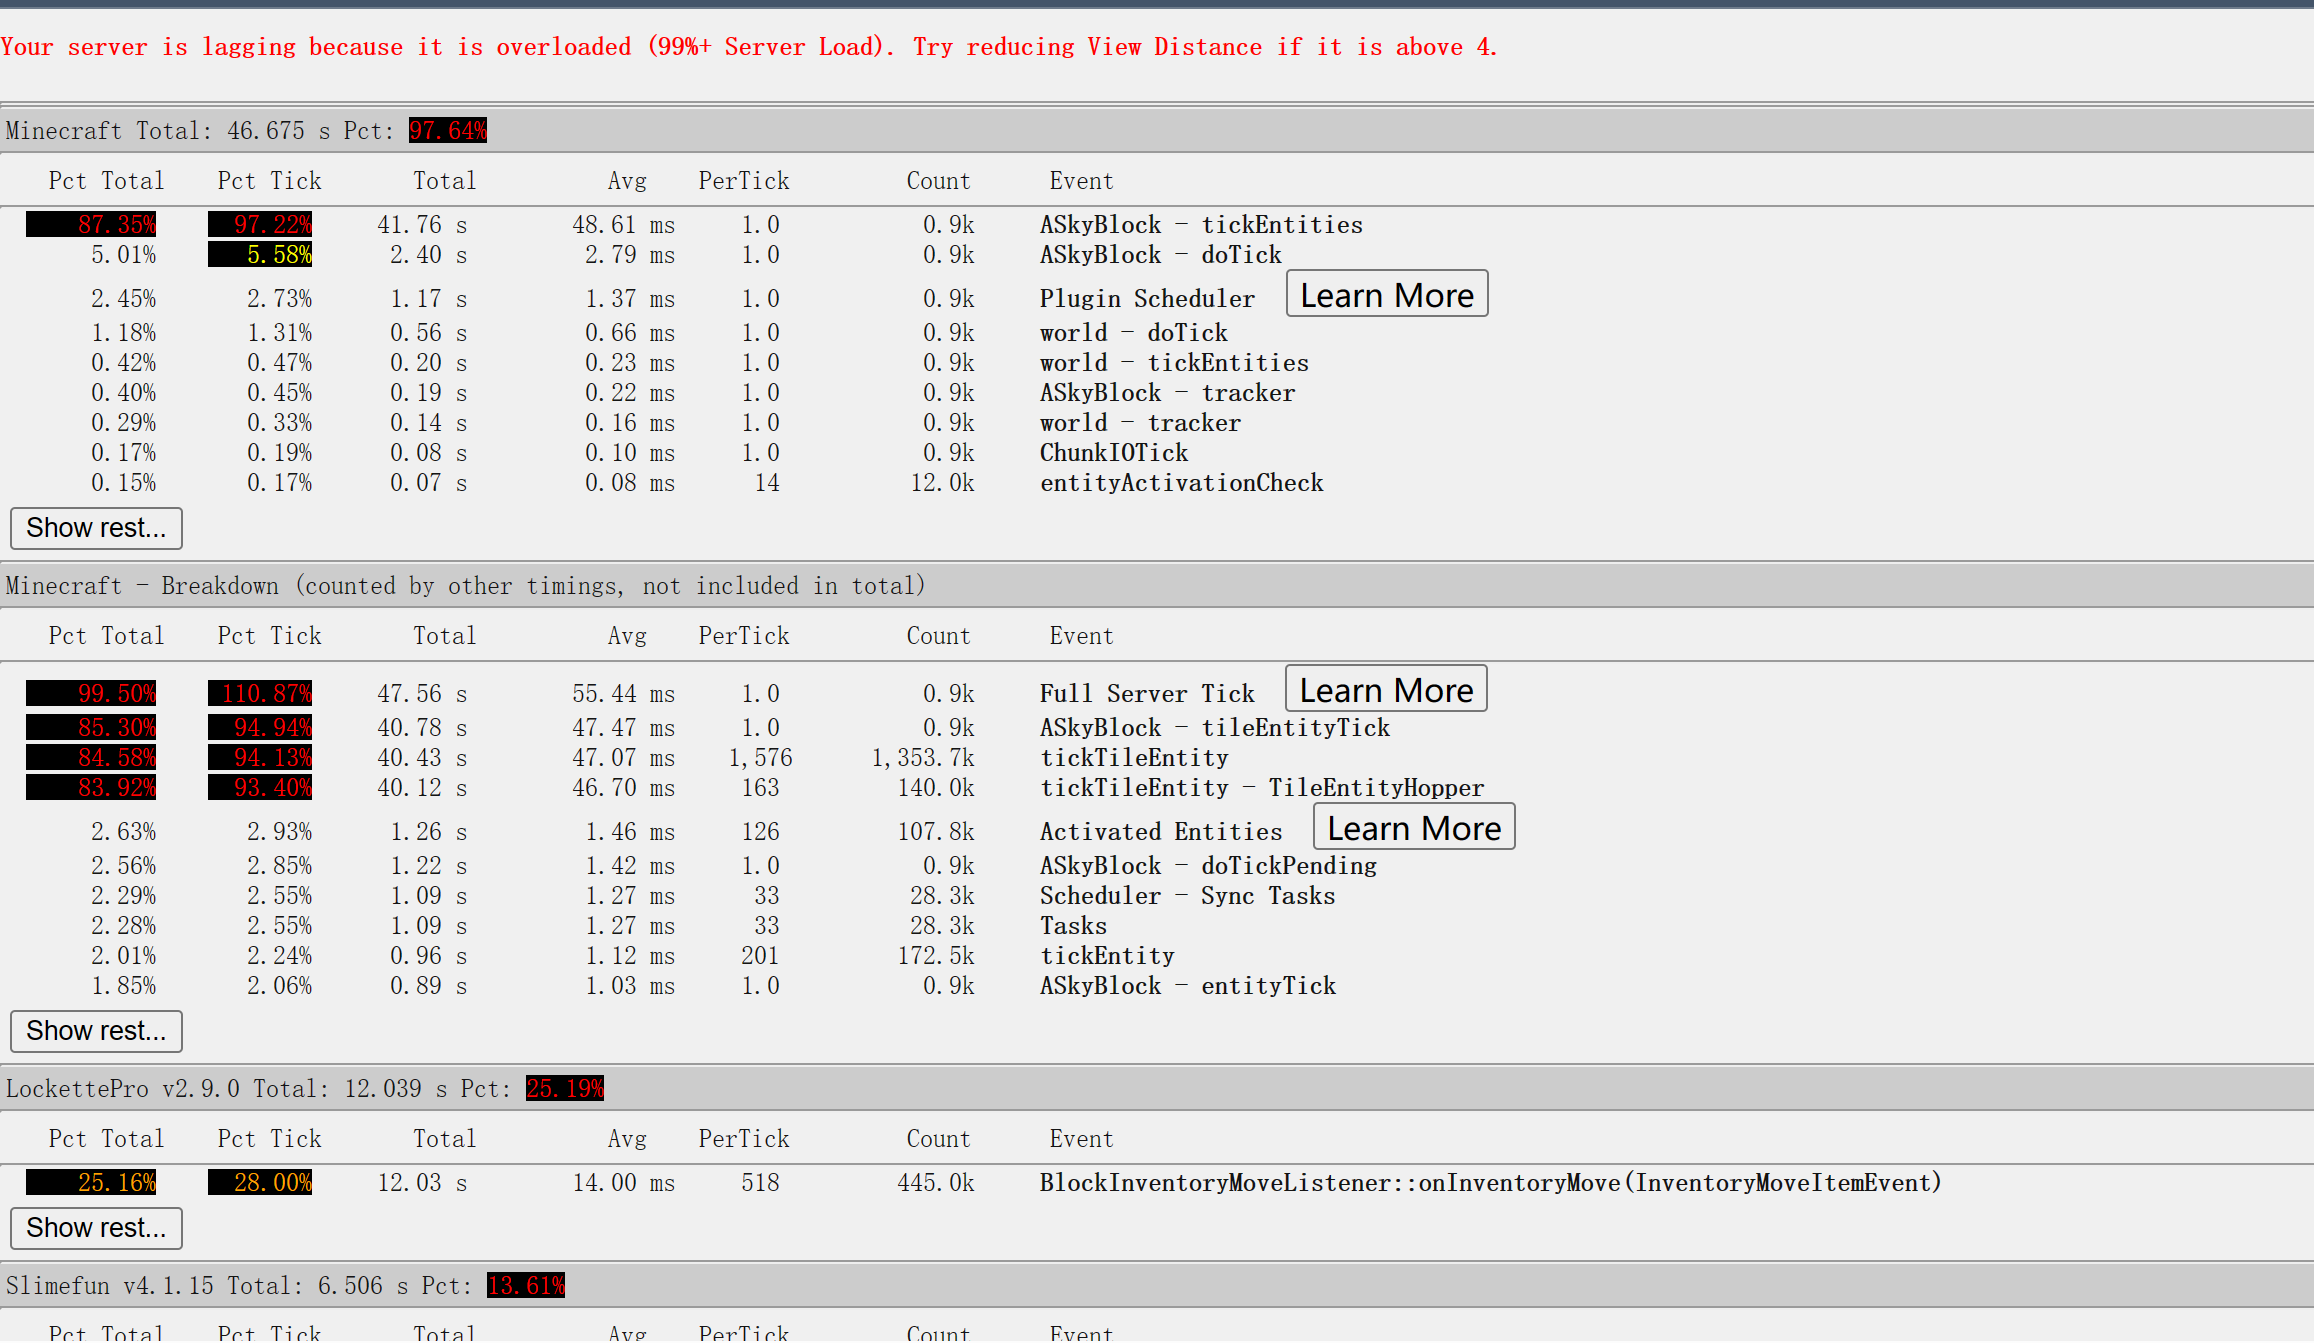 Your server is lagging because it is overloaded (99%+ Server Load). Try reducing View Distance if it is above 4.
Minecraft Total: 46.675 s Pct: 97.64%
Pct Total Pct Tick Total Avg PerTick Count Event
87.35% 97.22% 41.76 s 48.61 ms 1.0 0.9k ASkyBlock - tickEntities
5.01% 5.58% 2.40 s 2.79 ms 1.0 0.9k ASkyBlock - doTick
2.45% 2.73% 1.17 s 1.37 ms 1.0 0.9k Plugin Scheduler Learn More
1.18% 1.31% 0.56 s 0.66 ms 1.0 0.9k world - doTick
0.42% 0.47% 0.20 s 0.23 ms 1.0 0.9k world - tickEntities
0.40% 0.45% 0.19 s 0.22 ms 1.0 0.9k ASkyBlock - tracker
0.29% 0.33% 0.14 s 0.16 ms 1.0 0.9k world - tracker
0.17% 0.19% 0.08 s 0.10 ms 1.0 0.9k ChunkIOTick
0.15% 0.17% 0.07 s 0.08 ms 14 12.0k entityActivationCheck
Show rest...
Minecraft - Breakdown (counted by other timings, not included in total)
Pct Total Pct Tick Total Avg PerTick Count Event
99.50% 110.87% 47.56 s 55.44 ms 1.0 0.9k Full Server Tick Learn More
85.30% 94.94% 40.78 s 47.47 ms 1.0 0.9k ASkyBlock - tileEntityTick
84.58% 94.13% 40.43 s 47.07 ms 1,576 1,353.7k tickTileEntity
83.92% 93.40% 40.12 s 46.70 ms 163 140.0k tickTileEntity - TileEntityHopper
2.63% 2.93% 1.26 s 1.46 ms 126 107.8k Activated Entities Learn More
2.56% 2.85% 1.22 s 1.42 ms 1.0 0.9k ASkyBlock - doTickPending
2.29% 2.55% 1.09 s 1.27 ms 33 28.3k Scheduler - Sync Tasks
2.28% 2.55% 1.09 s 1.27 ms 33 28.3k Tasks
2.01% 2.24% 0.96 s 1.12 ms 201 172.5k tickEntity
1.85% 2.06% 0.89 s 1.03 ms 1.0 0.9k ASkyBlock - entityTick
Show rest...
LockettePro v2.9.0 Total: 12.039 s Pct: 25.19%
Pct Total Pct Tick Total Avg PerTick Count Event
25.16% 28.00% 12.03 s 14.00 ms 518 445.0k BlockInventoryMoveListener::onInventoryMove(InventoryMoveItemEvent)
Show rest...
Slimefun v4.1.15 Total: 6.506 s Pct: 13.61%
Pct Total Pct Tick Total Avg PerTick Count Event